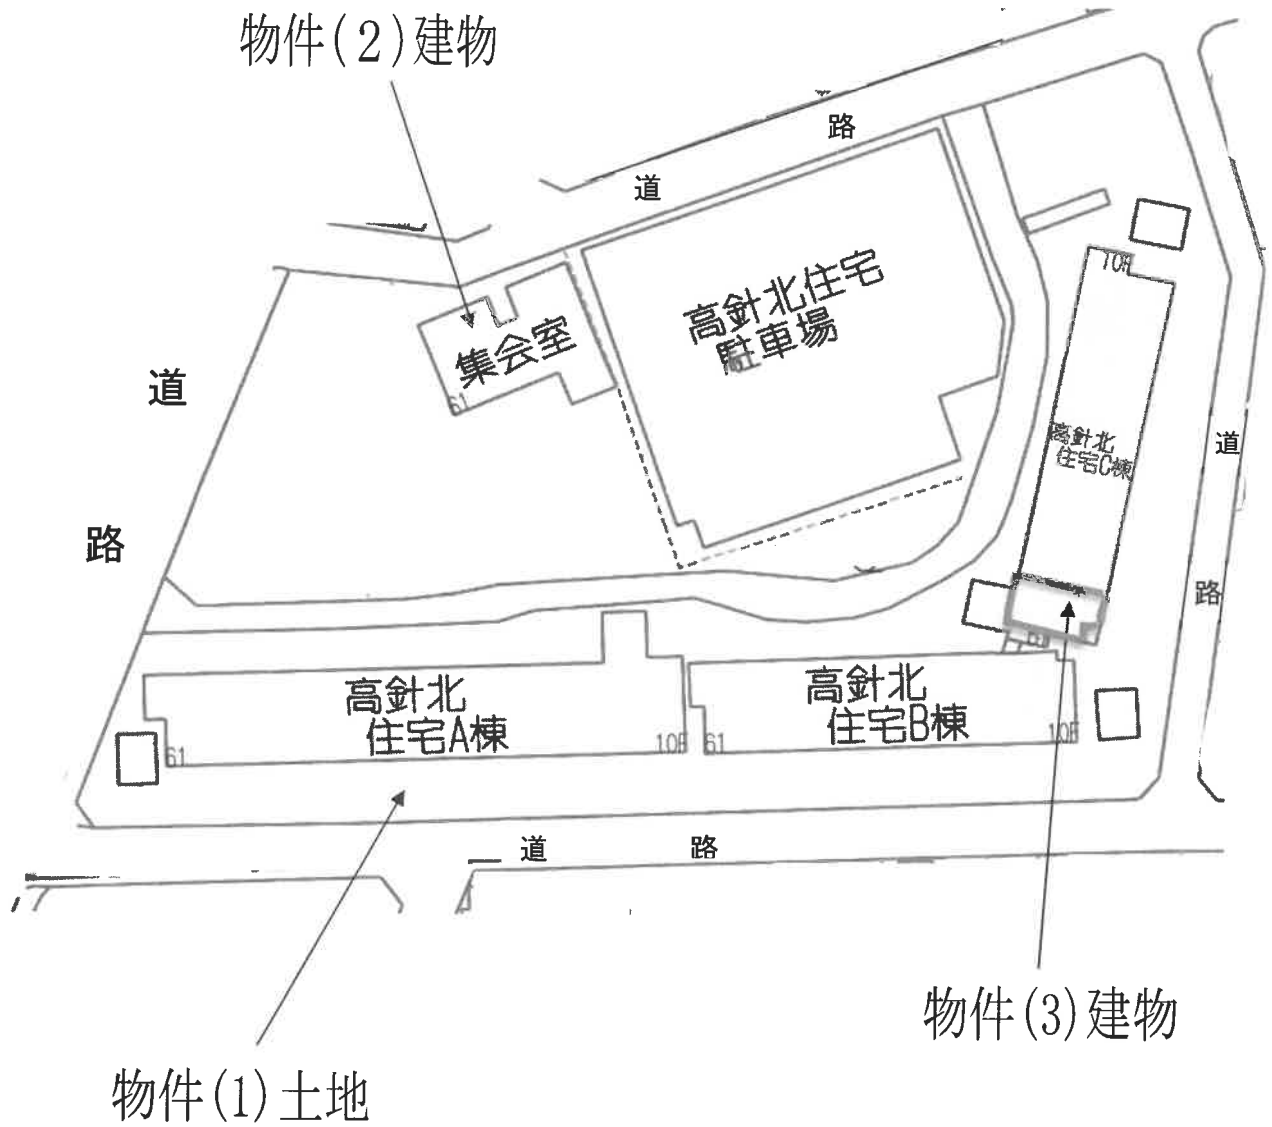 物件(2)建物
道 路
高針北住宅
駐車場
集会室
61
道
路
10F
高針北
住宅C棟
道
路
61
高針北
住宅A棟
61
10F
高針北
住宅B棟
61
10F
道 路
物件(3)建物
物件(1)土地